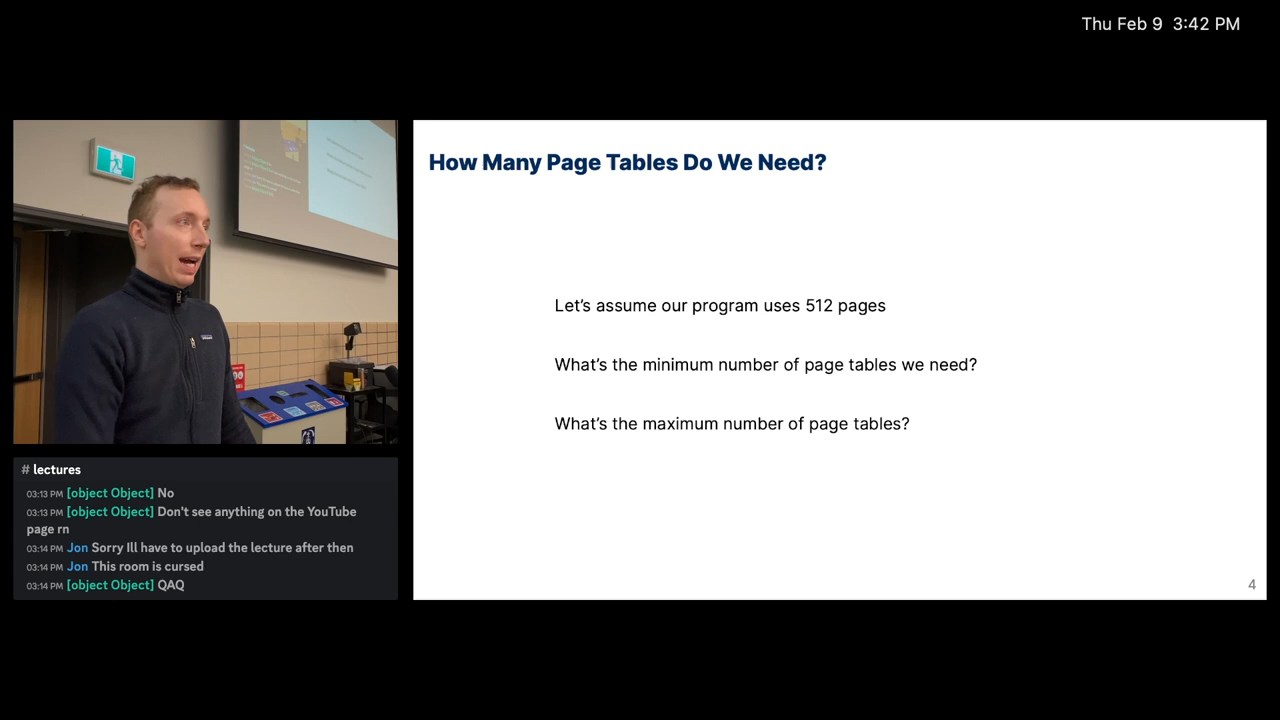 Thu Feb 9 3:42 PM
How Many Page Tables Do We Need?
Let’s assume our program uses 512 pages
What’s the minimum number of page tables we need?
What’s the maximum number of page tables?
4
# lectures
03:13 PM [object Object] No
03:13 PM [object Object] Don't see anything on the YouTube
page rn
03:14 PM Jon Sorry Ill have to upload the lecture after then
03:14 PM Jon This room is cursed
03:14 PM [object Object] QAQ